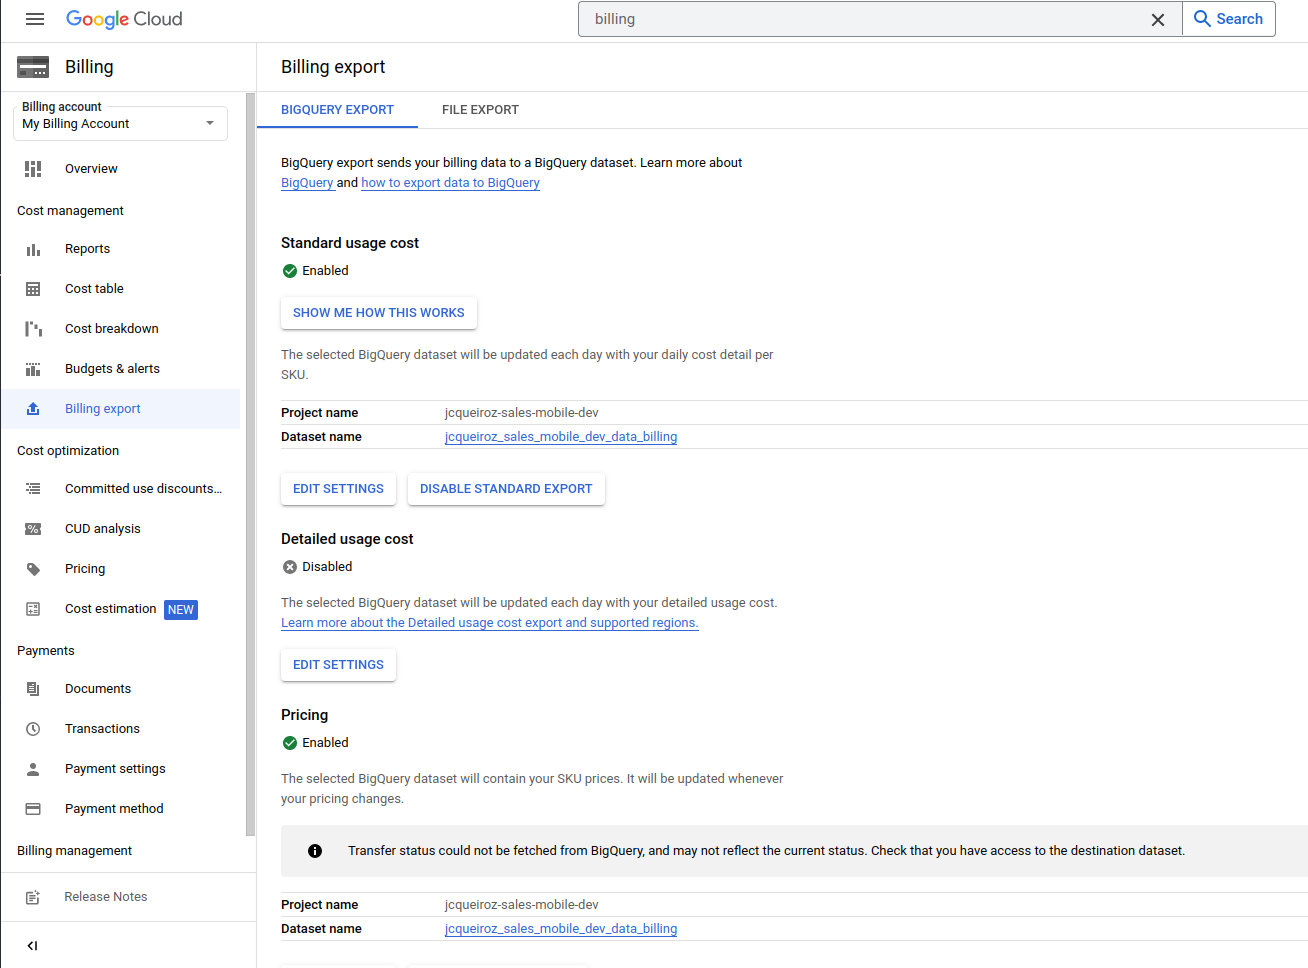 Google Cloud
billing
Search
Billing
Billing export
Billing account
My Billing Account
BIGQUERY EXPORT
FILE EXPORT
Overview
Cost management
Reports
Cost table
Cost breakdown
Budgets & alerts
Billing export
Cost optimization
Committed use discounts...
CUD analysis
Pricing
Cost estimation NEW
Payments
Documents
Transactions
Payment settings
Payment method
Billing management
Release Notes
BigQuery export sends your billing data to a BigQuery dataset. Learn more about
BigQuery and how to export data to BigQuery
Standard usage cost
Enabled
SHOW ME HOW THIS WORKS
The selected BigQuery dataset will be updated each day with your daily cost detail per
SKU.
Project name jcqueiroz-sales-mobile-dev
Dataset name jcqueiroz_sales_mobile_dev_data_billing
EDIT SETTINGS DISABLE STANDARD EXPORT
Detailed usage cost
Disabled
The selected BigQuery dataset will be updated each day with your detailed usage cost.
Learn more about the Detailed usage cost export and supported regions.
EDIT SETTINGS
Pricing
Enabled
The selected BigQuery dataset will contain your SKU prices. It will be updated whenever
your pricing changes.
Transfer status could not be fetched from BigQuery, and may not reflect the current status. Check that you have access to the destination dataset.
Project name jcqueiroz-sales-mobile-dev
Dataset name jcqueiroz_sales_mobile_dev_data_billing